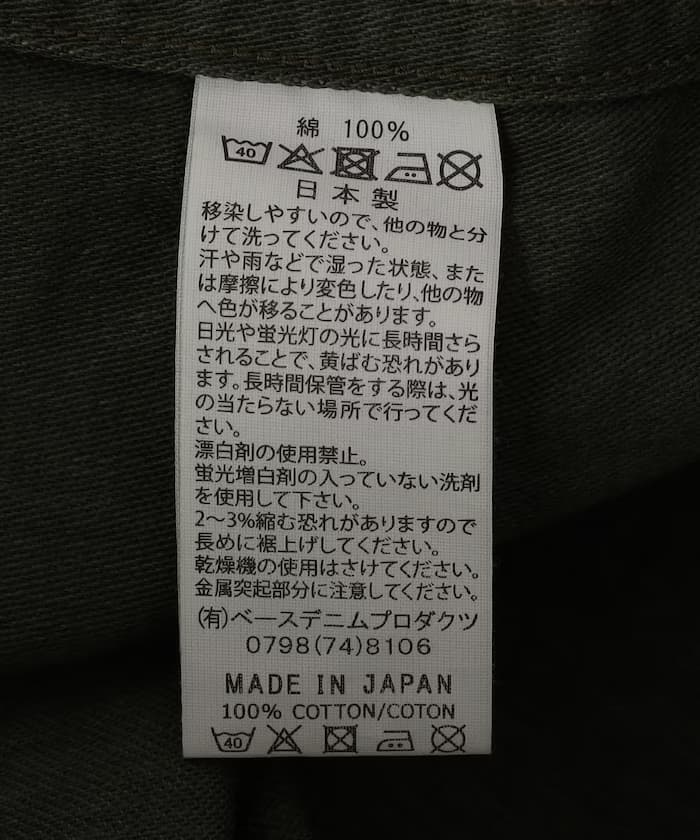 綿 100%
40
日本製
移染しやすいので、他の物と分
けて洗ってください。
汗や雨などで湿った状態、また
は摩擦により変色したり、他の物
へ色が移ることがあります。
日光や蛍光灯の光に長時間さら
されることで、黄ばむ恐れがあり
ます。長時間保管をする際は、光
の当たらない場所で行ってくだ
さい。
漂白剤の使用禁止。
蛍光増白剤の入っていない洗剤
を使用して下さい。
2〜3%縮む恐れがありますので
長めに裾上げしてください。
乾燥機の使用はさけてください。
金属突起部分に注意してください。
(有)ベースデニムプロダクツ
0798(74)8106
MADE IN JAPAN
100% COTTON/COTON
40